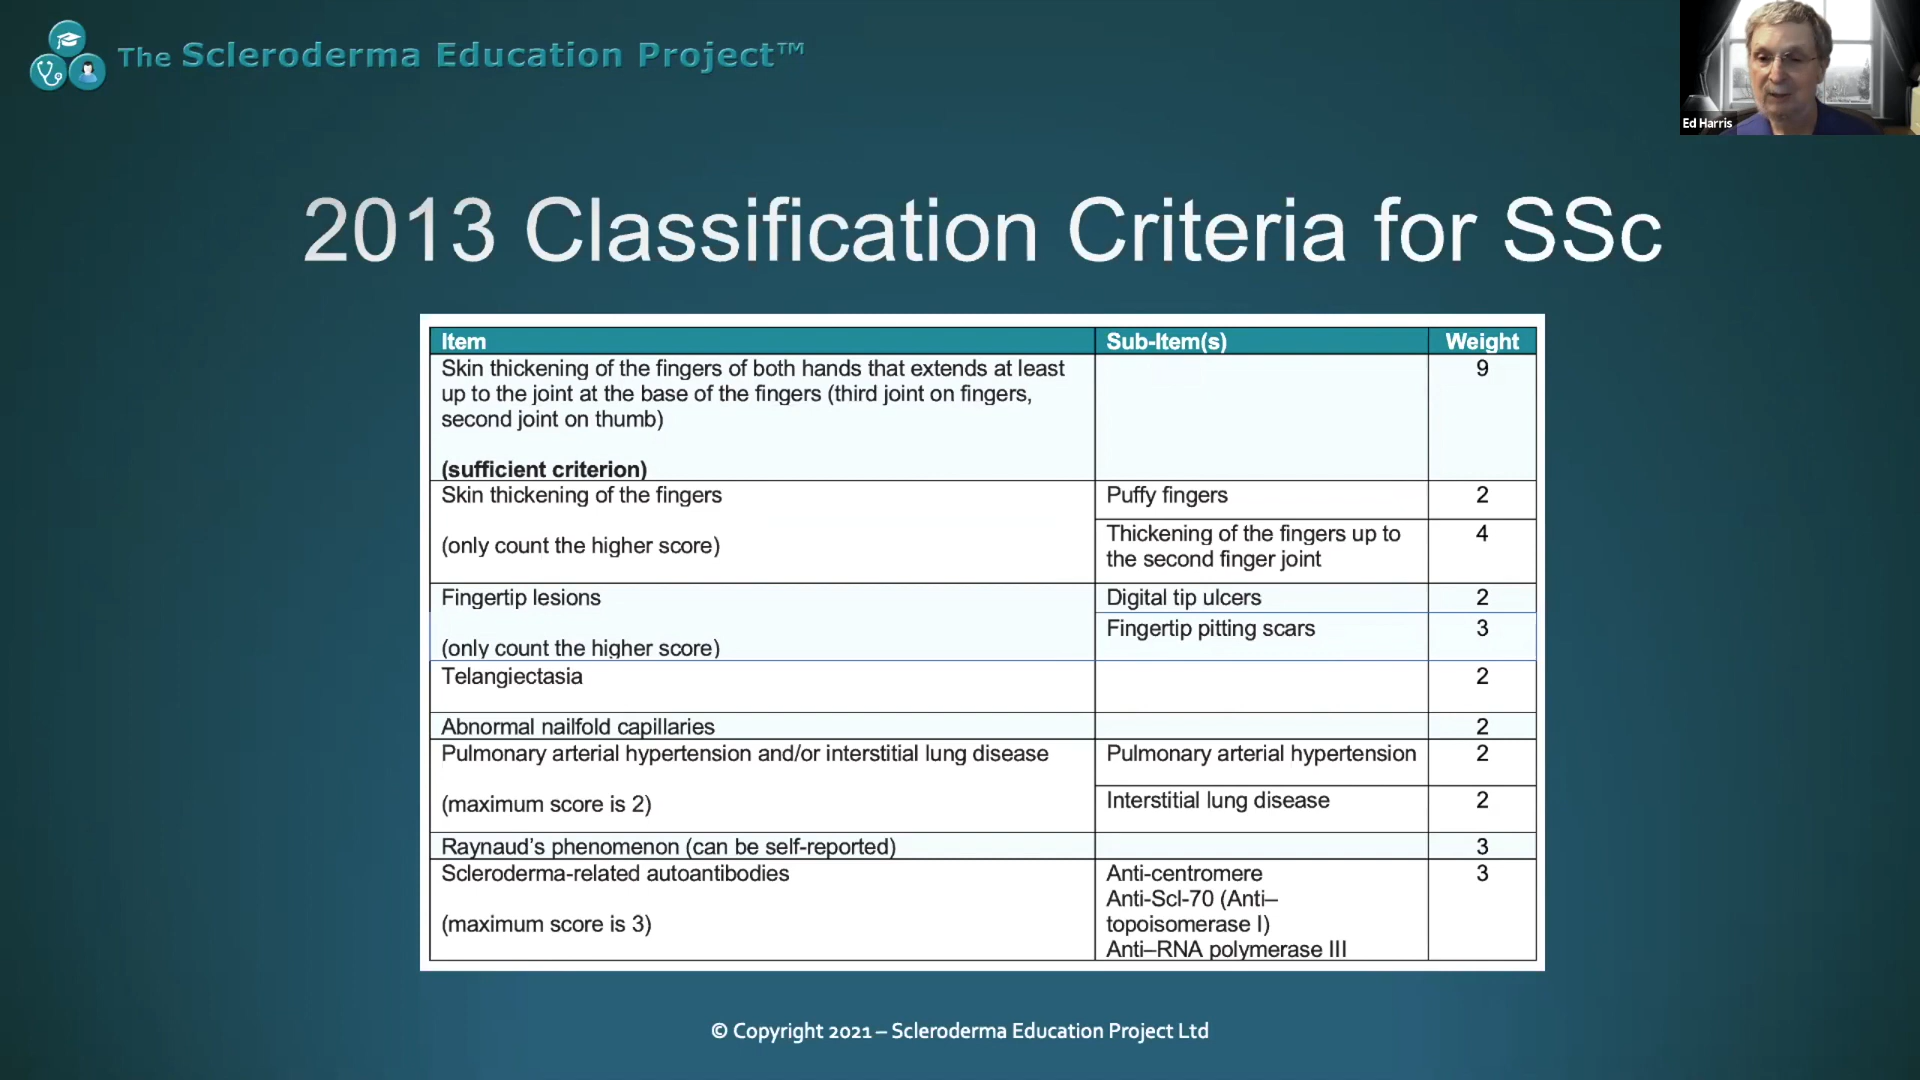 The Scleroderma Education Project™
Ed Harris
2013 Classification Criteria for SSc
Item Sub-Item(s) Weight
Skin thickening of the fingers of both hands that extends at least 9
up to the joint at the base of the fingers (third joint on fingers,
second joint on thumb)
(sufficient criterion)
Skin thickening of the fingers Puffy fingers 2
(only count the higher score)
Thickening of the fingers up to 4
the second finger joint
Fingertip lesions Digital tip ulcers 2
(only count the higher score)
Fingertip pitting scars 3
Telangiectasia 2
Abnormal nailfold capillaries 2
Pulmonary arterial hypertension and/or interstitial lung disease Pulmonary arterial hypertension 2
(maximum score is 2)
Interstitial lung disease 2
Raynaud’s phenomenon (can be self-reported) 3
Scleroderma-related autoantibodies Anti-centromere 3
(maximum score is 3)
Anti-Scl-70 (Anti–
topoisomerase I)
Anti–RNA polymerase III
© Copyright 2021 – Scleroderma Education Project Ltd